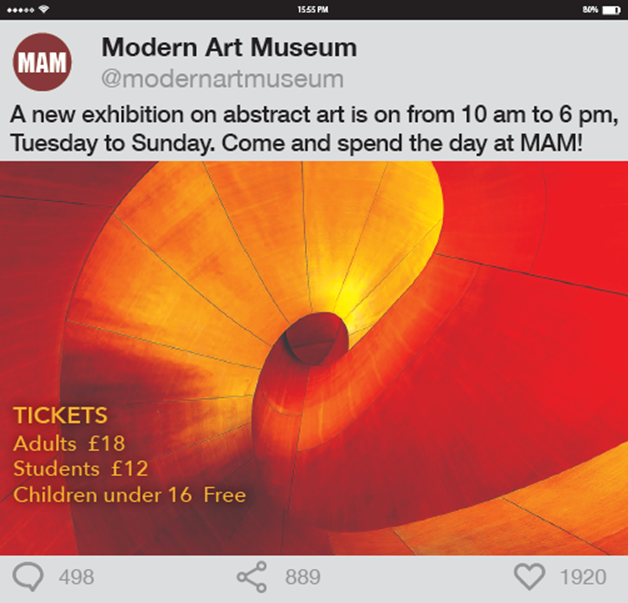 15:55 PM 80%
MAM Modern Art Museum
@modernartmuseum
A new exhibition on abstract art is on from 10 am to 6 pm,
Tuesday to Sunday. Come and spend the day at MAM!
TICKETS
Adults £18
Students £12
Children under 16 Free
498 889 1920